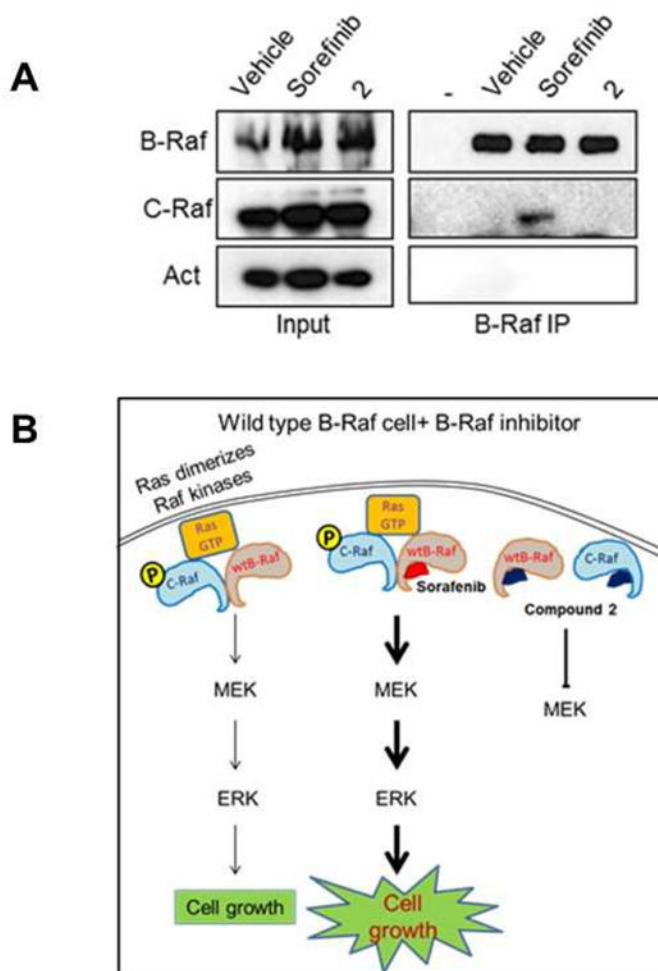 A
Vehicle
Sorefinib
2
-
Vehicle
Sorefinib
2
B-Raf
C-Raf
Act
Input
B-Raf IP
B
Wild type B-Raf cell+ B-Raf inhibitor
Ras dimerizes
Raf kinases
Ras
GTP
P
C-Raf
wtB-Raf
Ras
GTP
P
C-Raf
wtB-Raf
Sorafenib
wtB-Raf
C-Raf
Compound 2
MEK
MEK
MEK
ERK
ERK
Cell growth
Cell
growth